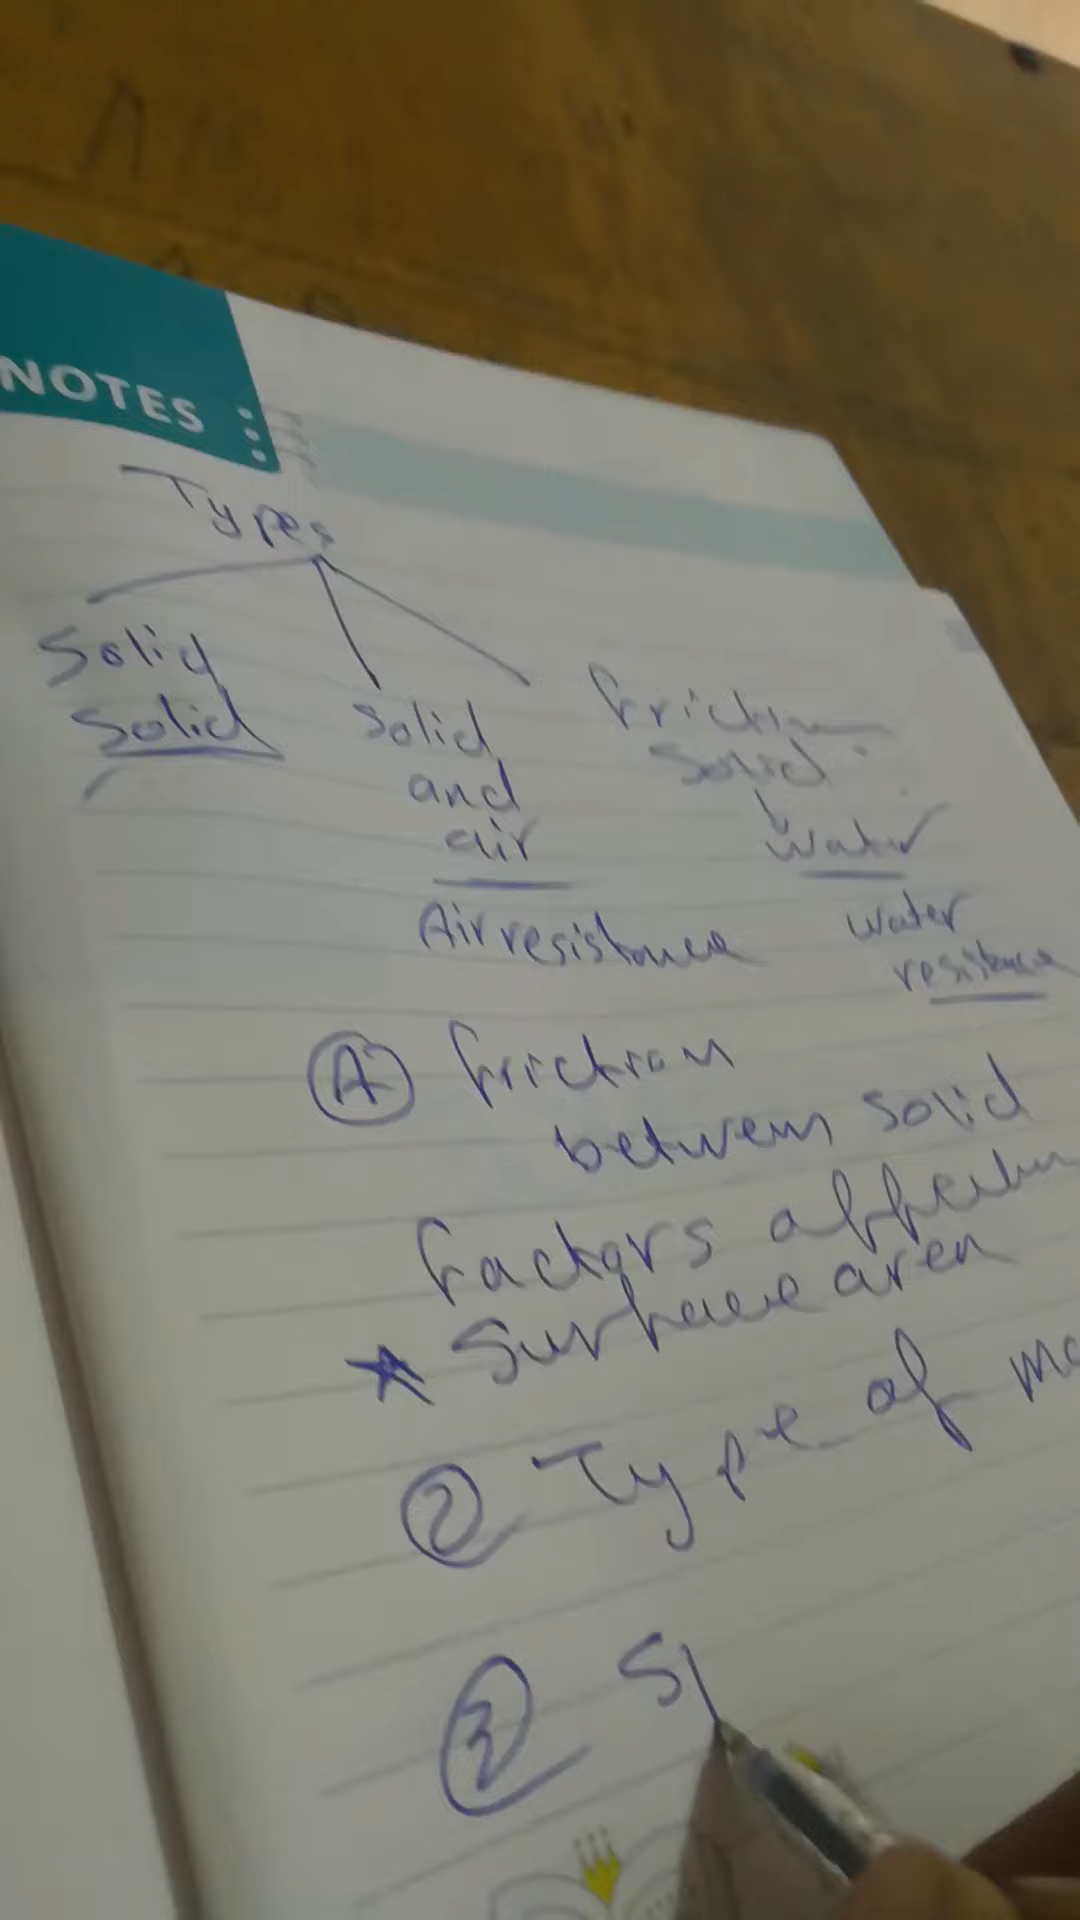 NOTES
Types
Solid
Solid
Solid
and
air
Air resistance
friction
Solid
Water
Water
resistance
A friction
between solid
factors
* Surface area
2 Type of
3